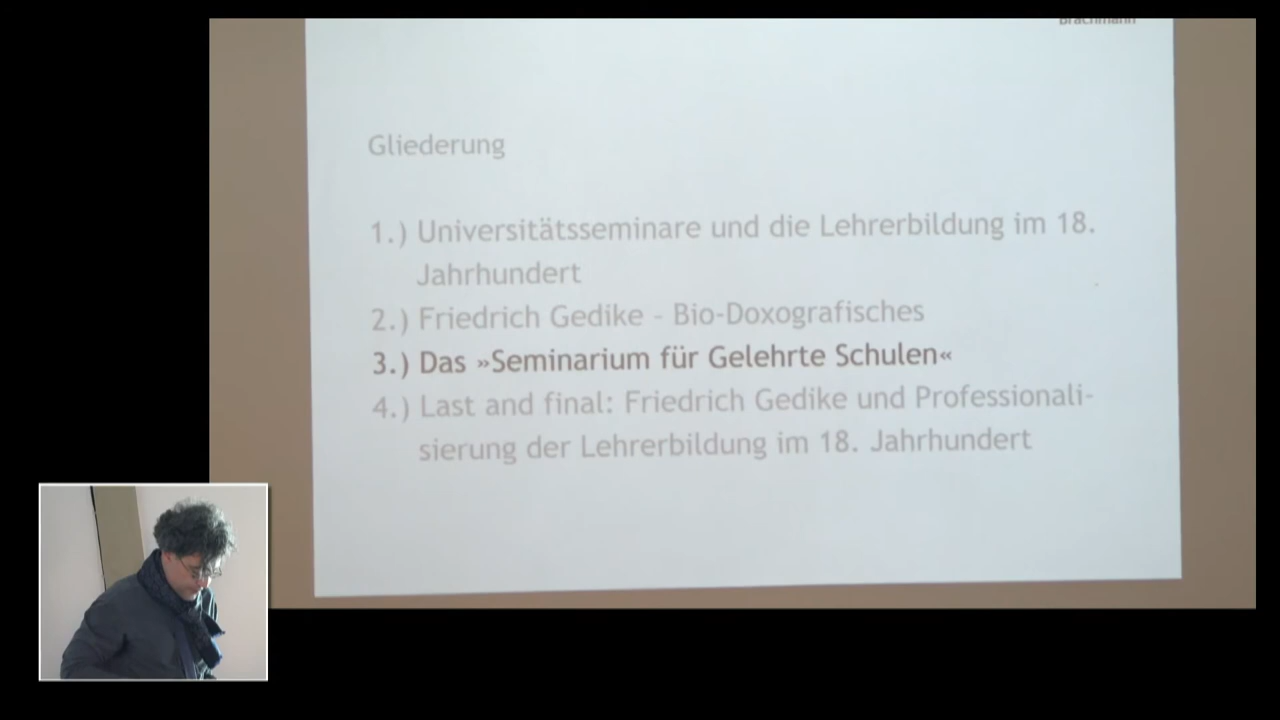 Brachmann
Gliederung
1.) Universitätsseminare und die Lehrerbildung im 18.
Jahrhundert
2.) Friedrich Gedike - Bio-Doxografisches
3.) Das »Seminarium für Gelehrte Schulen«
4.) Last and final: Friedrich Gedike und Professionali-
sierung der Lehrerbildung im 18. Jahrhundert